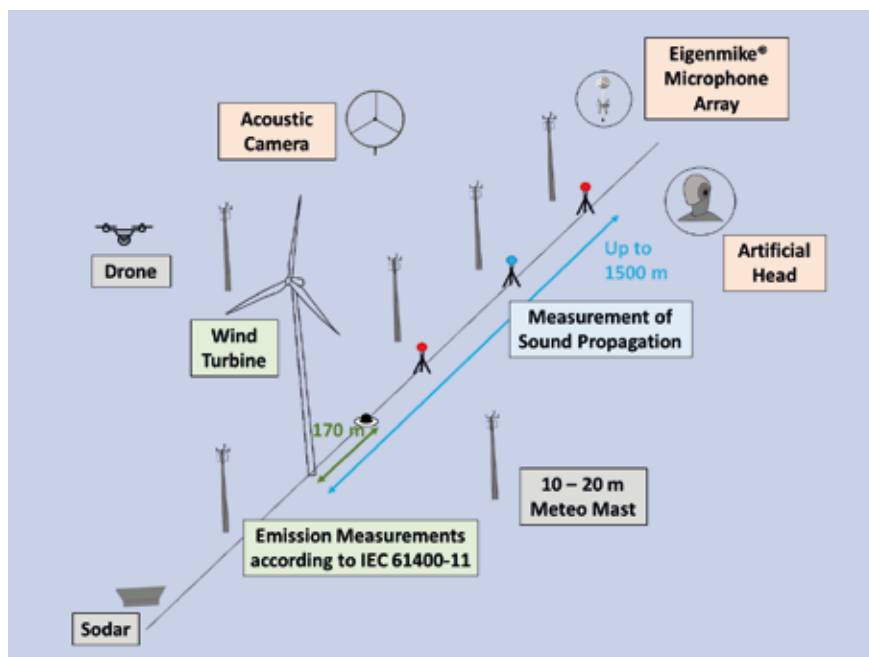 Eigenmike®
Microphone
Array
Acoustic
Camera
Up to
1500 m
Artificial
Head
Drone
Measurement of
Sound Propagation
Wind
Turbine
170 m
10 – 20 m
Meteo Mast
Emission Measurements
according to IEC 61400-11
Sodar